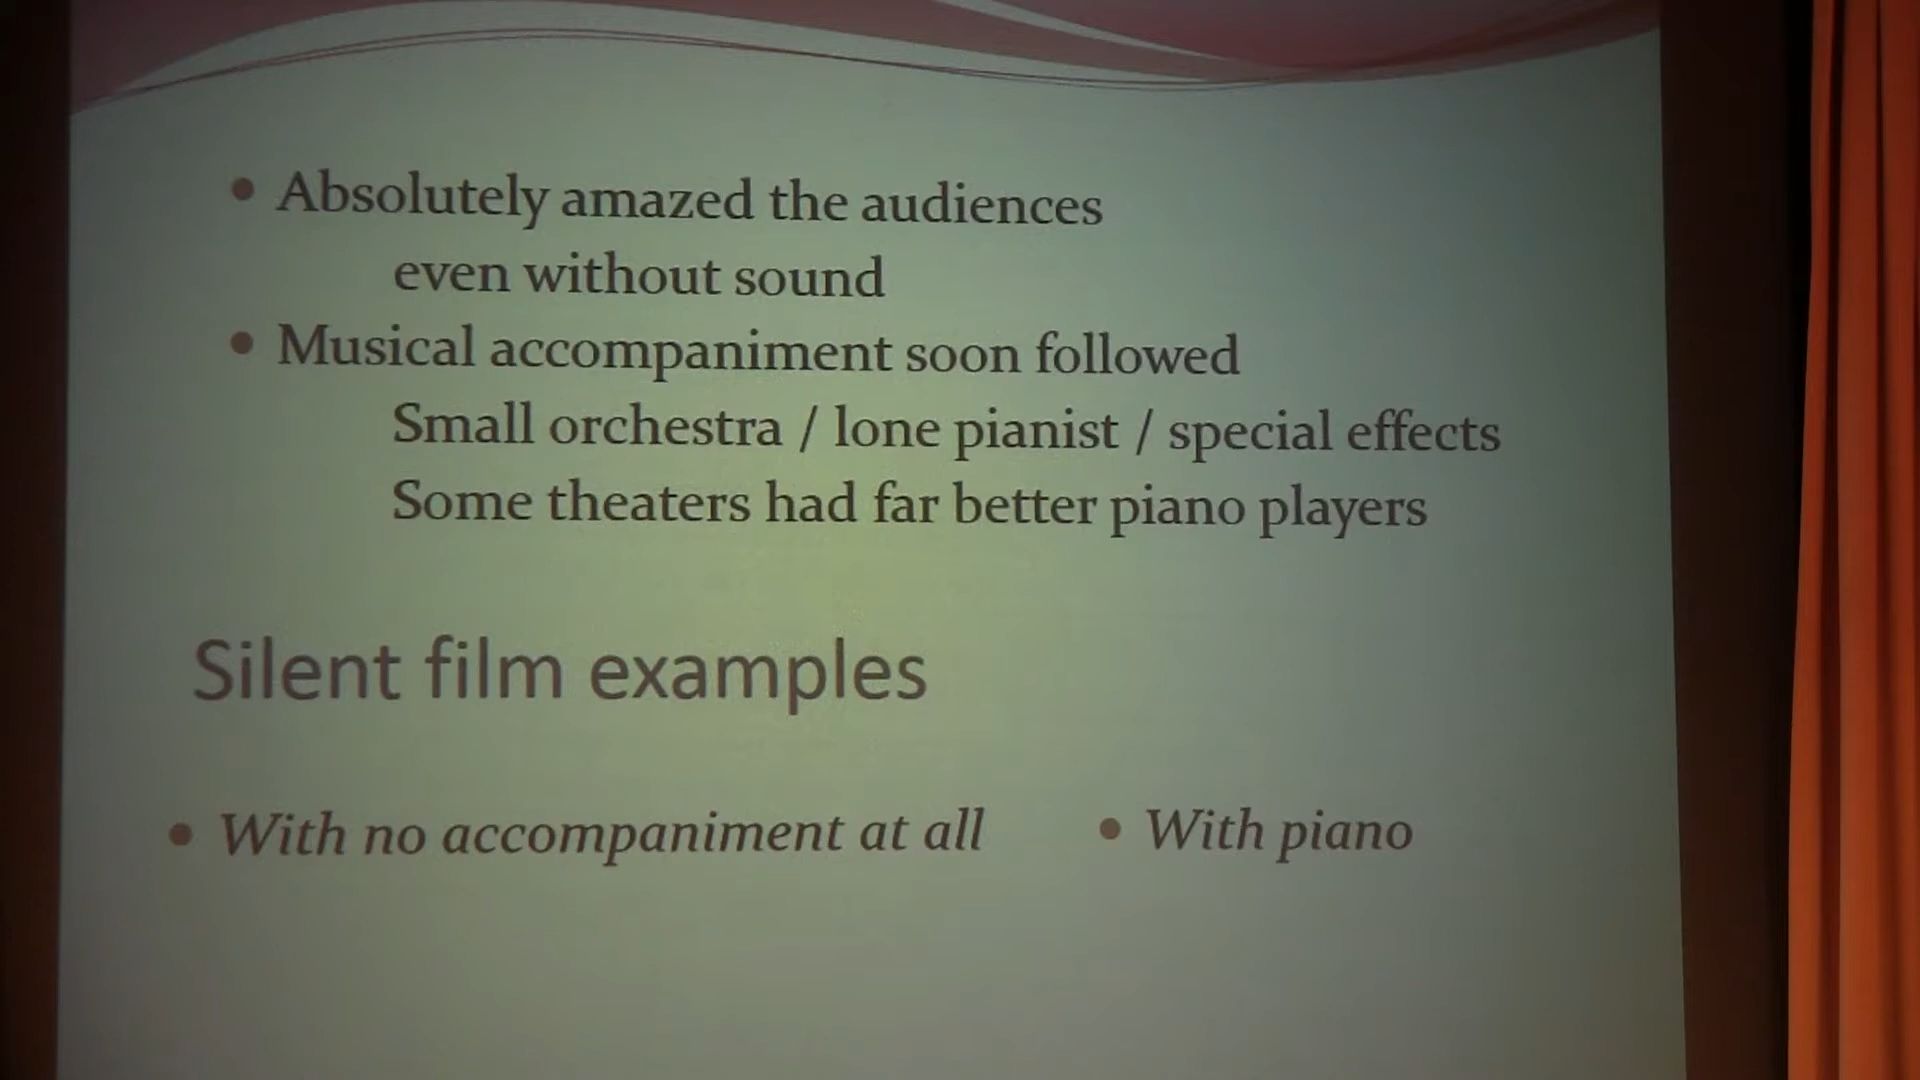 • Absolutely amazed the audiences
even without sound
• Musical accompaniment soon followed
Small orchestra / lone pianist / special effects
Some theaters had far better piano players
Silent film examples
• With no accompaniment at all • With piano